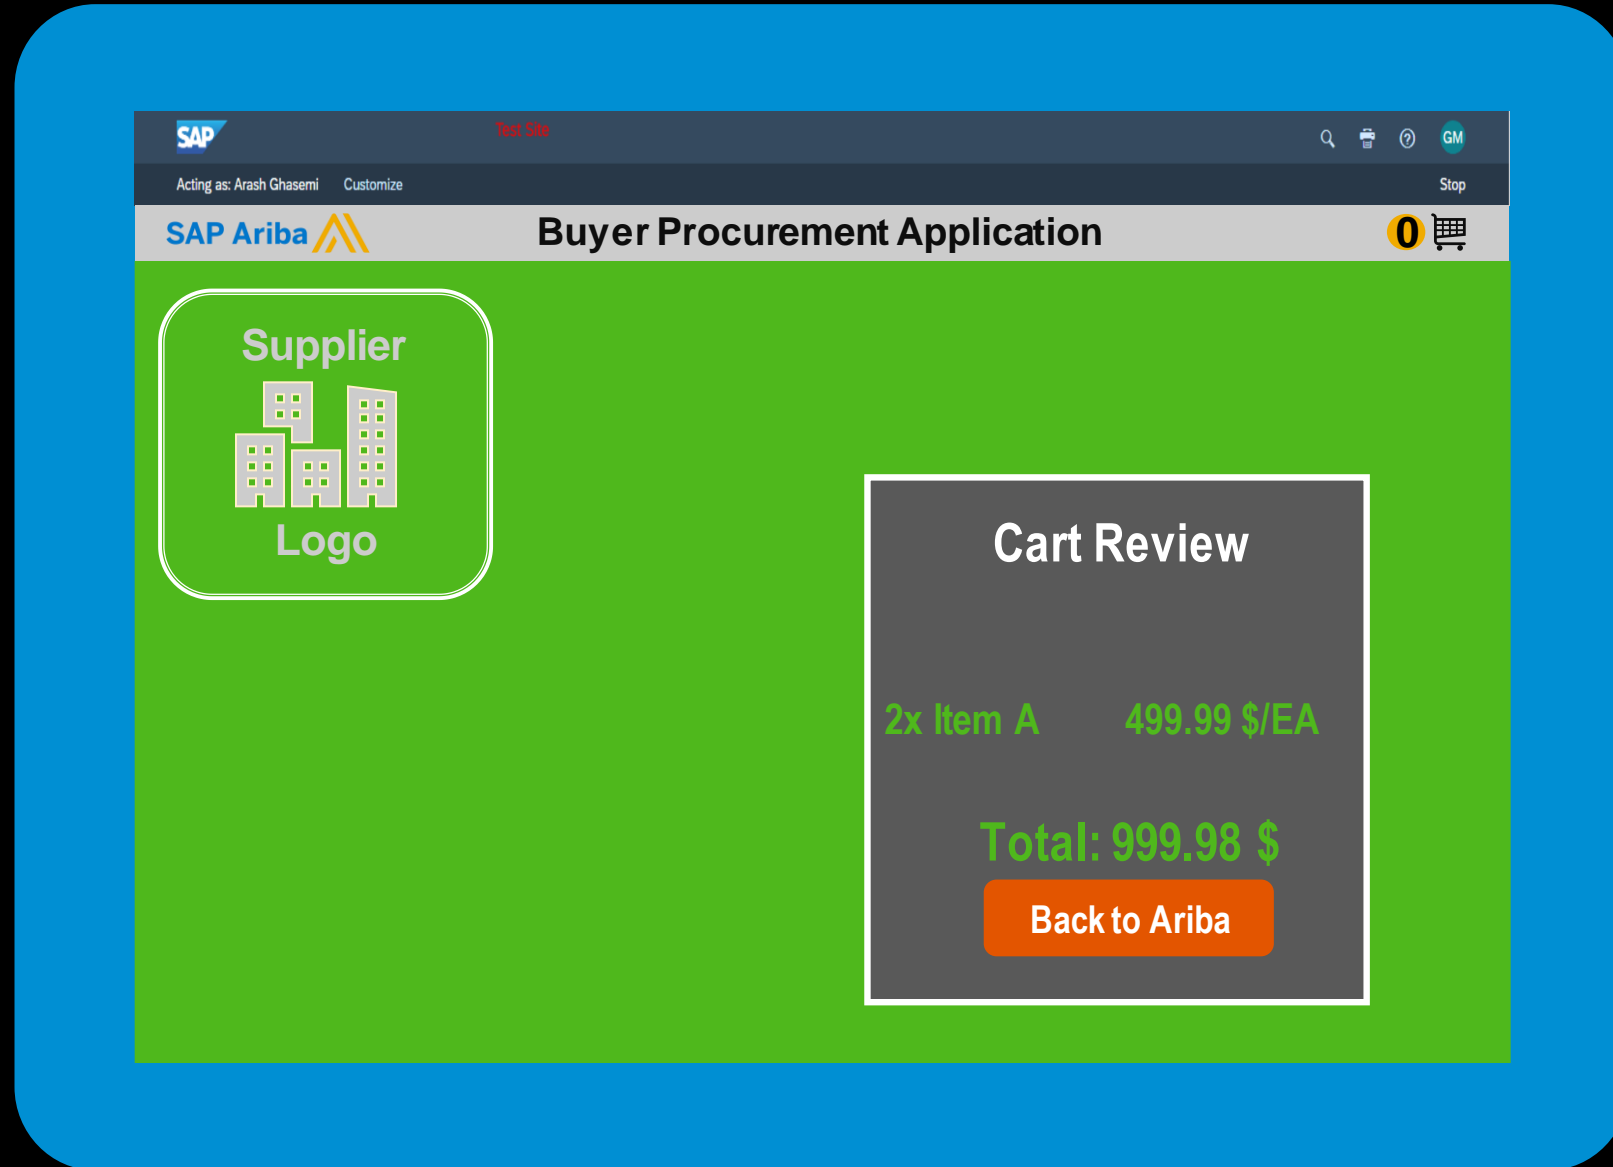 SAP
Test Site
GM
Acting as: Arash Ghasemi Customize Stop
SAP Ariba Buyer Procurement Application 0
Supplier
Logo
Cart Review
2x Item A 499.99 $/EA
Total: 999.98 $
Back to Ariba